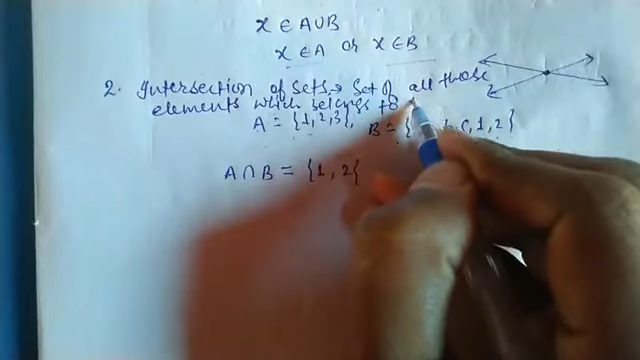 x ∈ A∪B
x ∈ A or x ∈ B
2. Intersection of sets → Set of all those
elements which belongs to
A = {1,2,3}, B = { , 1, 2}
A∩B = {1, 2{